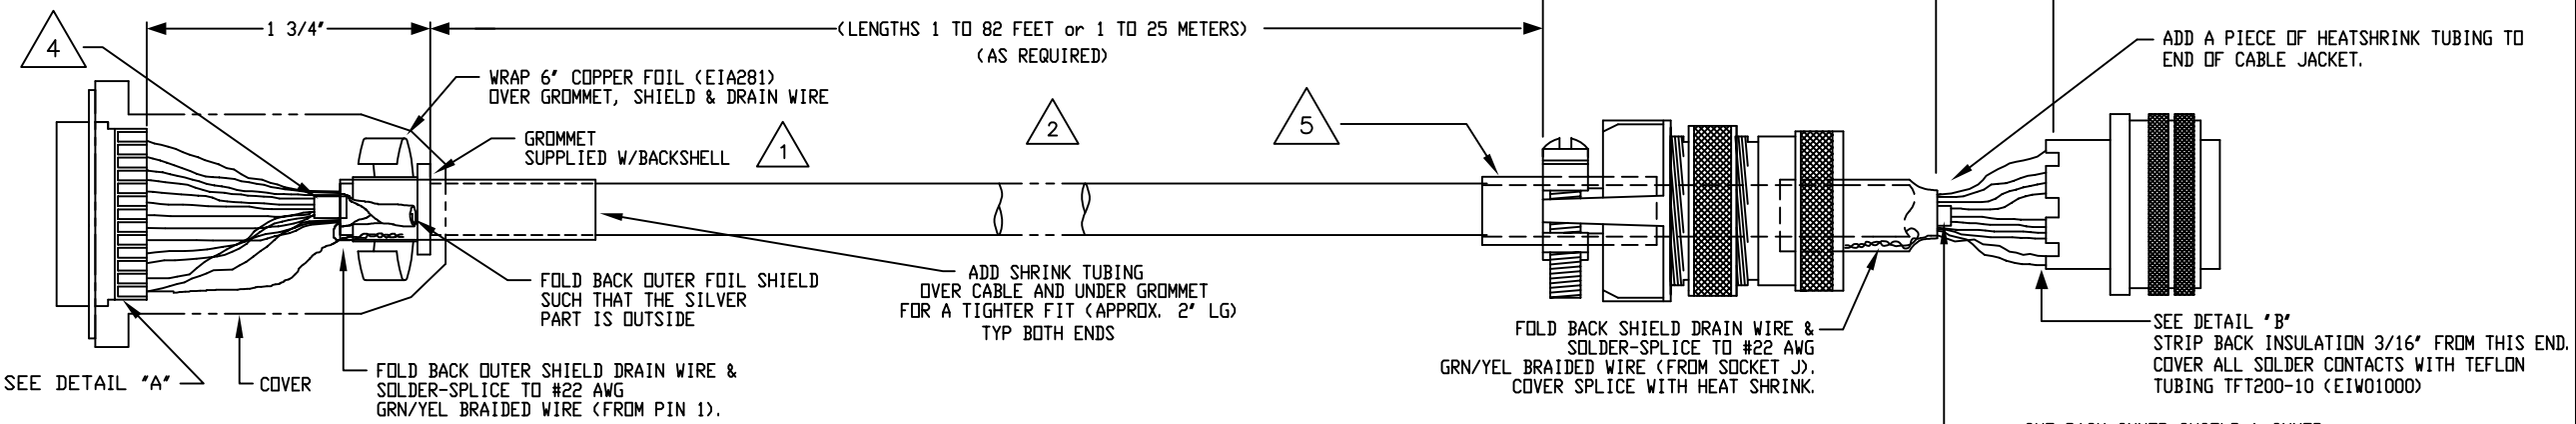 1 3/4"
(LENGTHS 1 TO 82 FEET or 1 TO 25 METERS)
(AS REQUIRED)
4
WRAP 6" COPPER FOIL (EIA281)
OVER GROMMET, SHIELD & DRAIN WIRE
GROMMET
SUPPLIED W/BACKSHELL
1
2
5
ADD A PIECE OF HEATSHRINK TUBING TO
END OF CABLE JACKET.
FOLD BACK OUTER FOIL SHIELD
SUCH THAT THE SILVER
PART IS OUTSIDE
ADD SHRINK TUBING
OVER CABLE AND UNDER GROMMET
FOR A TIGHTER FIT (APPROX. 2" LG)
TYP BOTH ENDS
SEE DETAIL "A"
COVER
FOLD BACK OUTER SHIELD DRAIN WIRE &
SOLDER-SPLICE TO #22 AWG
GRN/YEL BRAIDED WIRE (FROM PIN 1).
FOLD BACK SHIELD DRAIN WIRE &
SOLDER-SPLICE TO #22 AWG
GRN/YEL BRAIDED WIRE (FROM SOCKET J).
COVER SPLICE WITH HEAT SHRINK.
SEE DETAIL "B"
STRIP BACK INSULATION 3/16" FROM THIS END.
COVER ALL SOLDER CONTACTS WITH TEFLON
TUBING TFT200-10 (EIW01000)